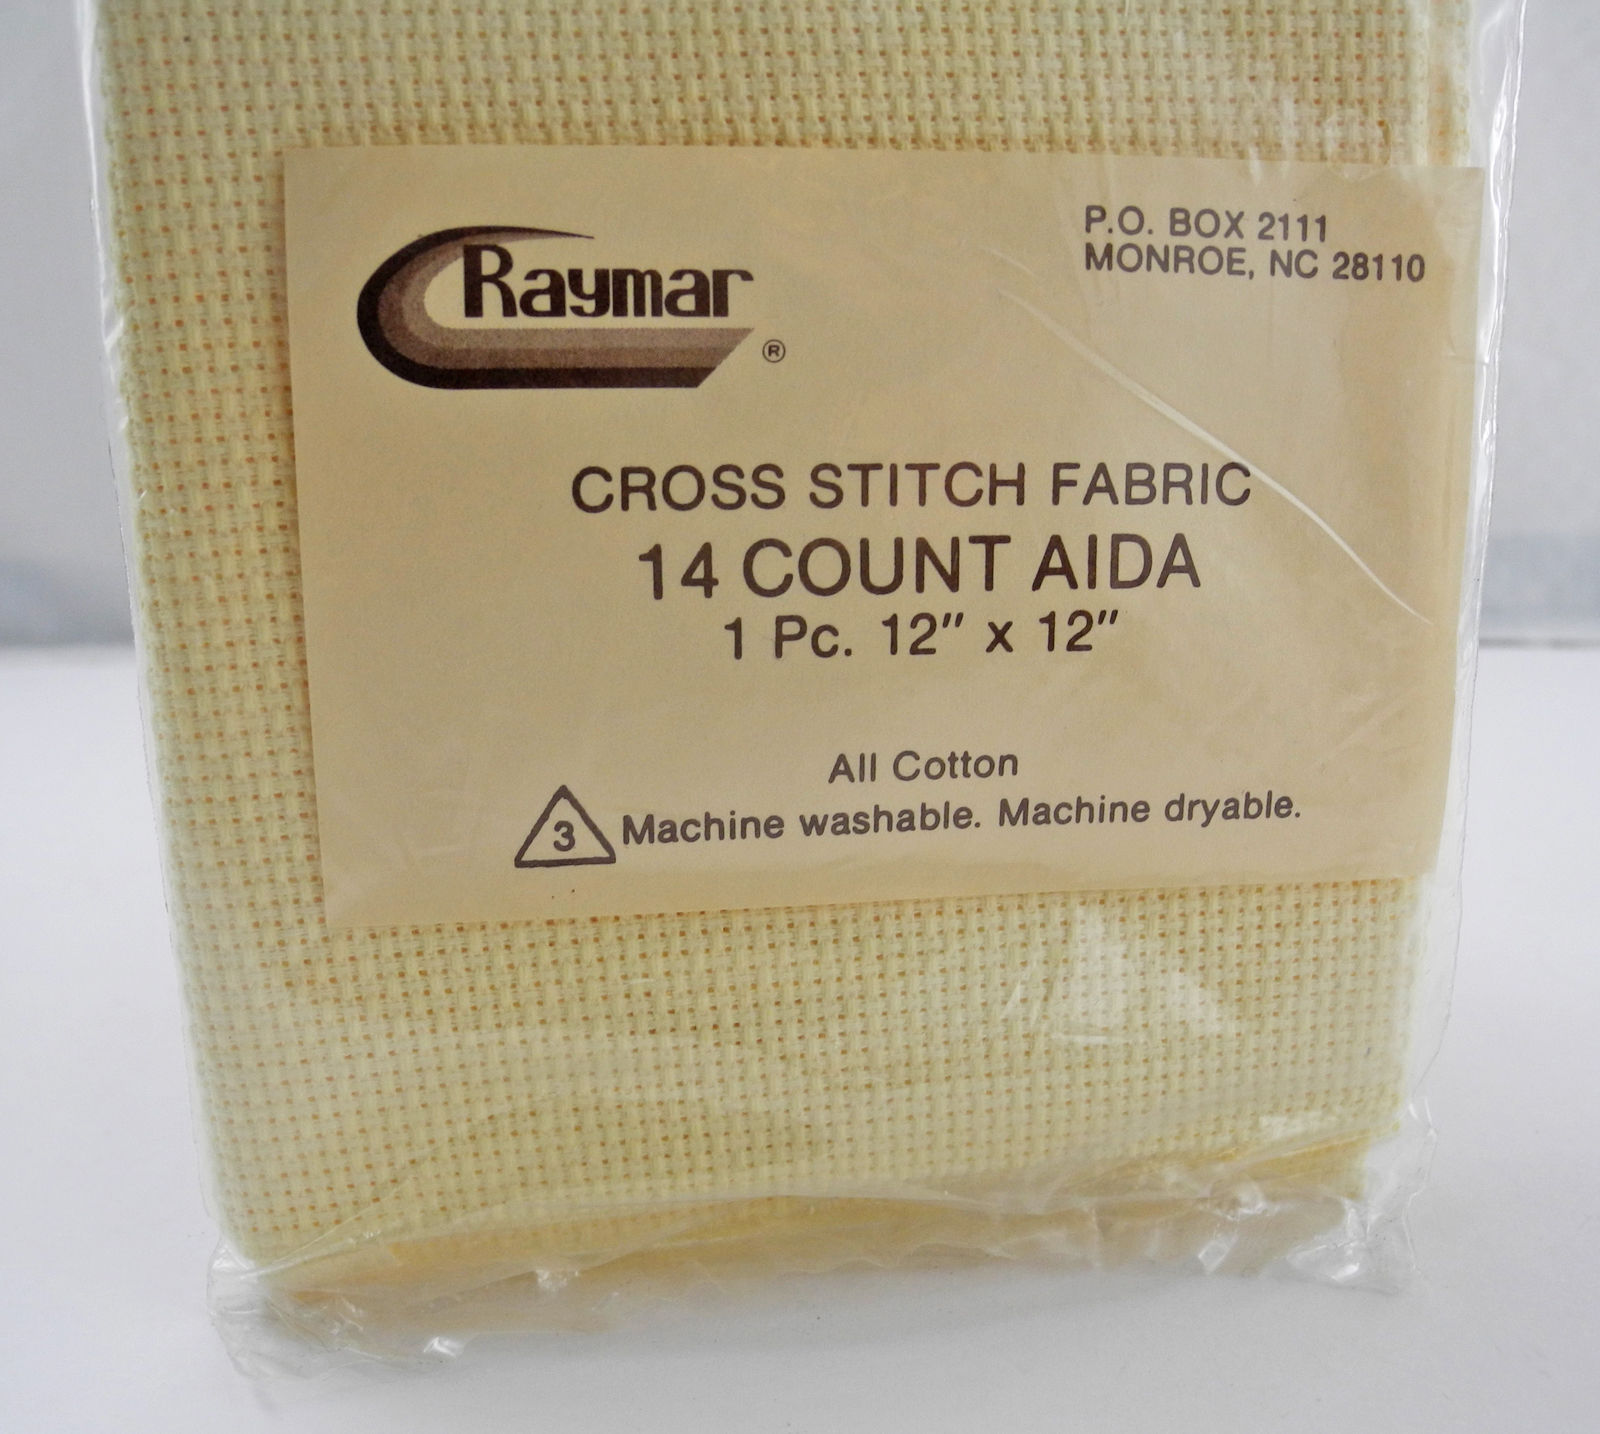 Raymar
®
P.O. BOX 2111
MONROE, NC 28110
CROSS STITCH FABRIC
14 COUNT AIDA
1 Pc. 12" x 12"
All Cotton
3 Machine washable. Machine dryable.